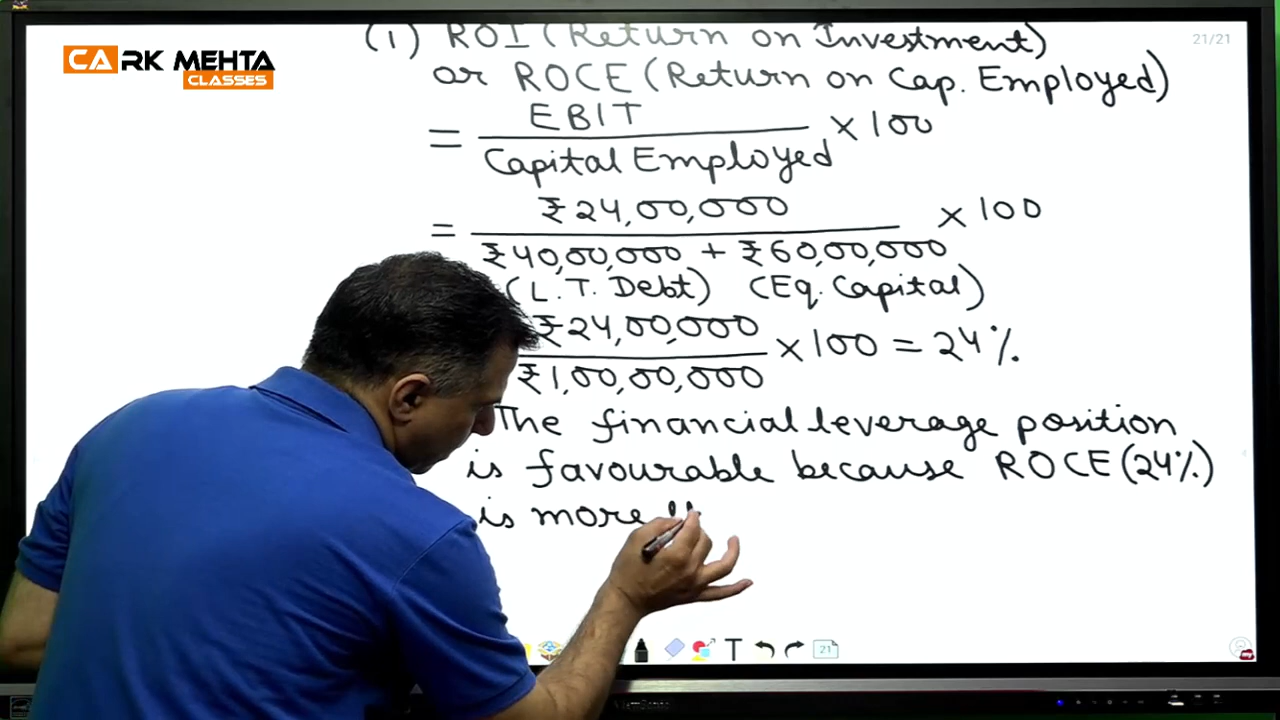 CARK MEHTA
CLASSES
21/21
(1) ROI (Return on Investment)
or ROCE (Return on Cap. Employed)
= EBIT
Capital Employed × 100
= ₹24,00,000
₹40,00,000 + ₹60,00,000 × 100
(L. T. Debt) (Eq. Capital)
₹24,00,000
₹1,00,00,000 × 100 = 24%
The financial leverage position
is favourable because ROCE (24%)
is more
T
21